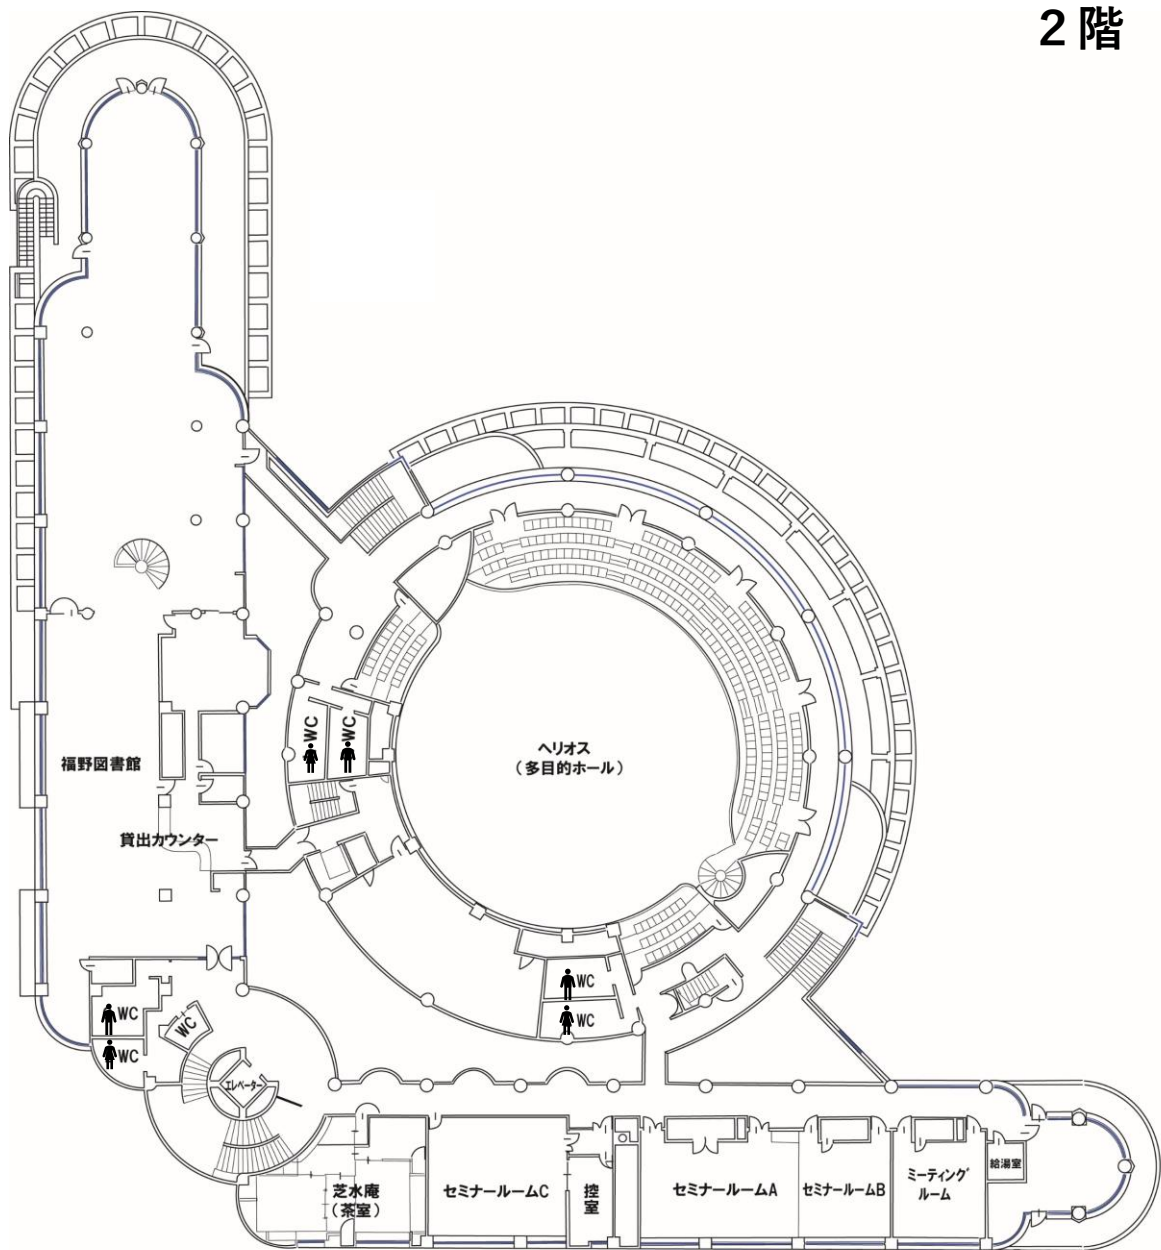 2階
WC
WC
ヘリオス
（多目的ホール）
福野図書館
貸出カウンター
WC
WC
WC
WC
WC
エレベーター
芝水庵
（茶室）
セミナールームC
控室
セミナールームA
セミナールームB
ミーティング
ルーム
給湯室